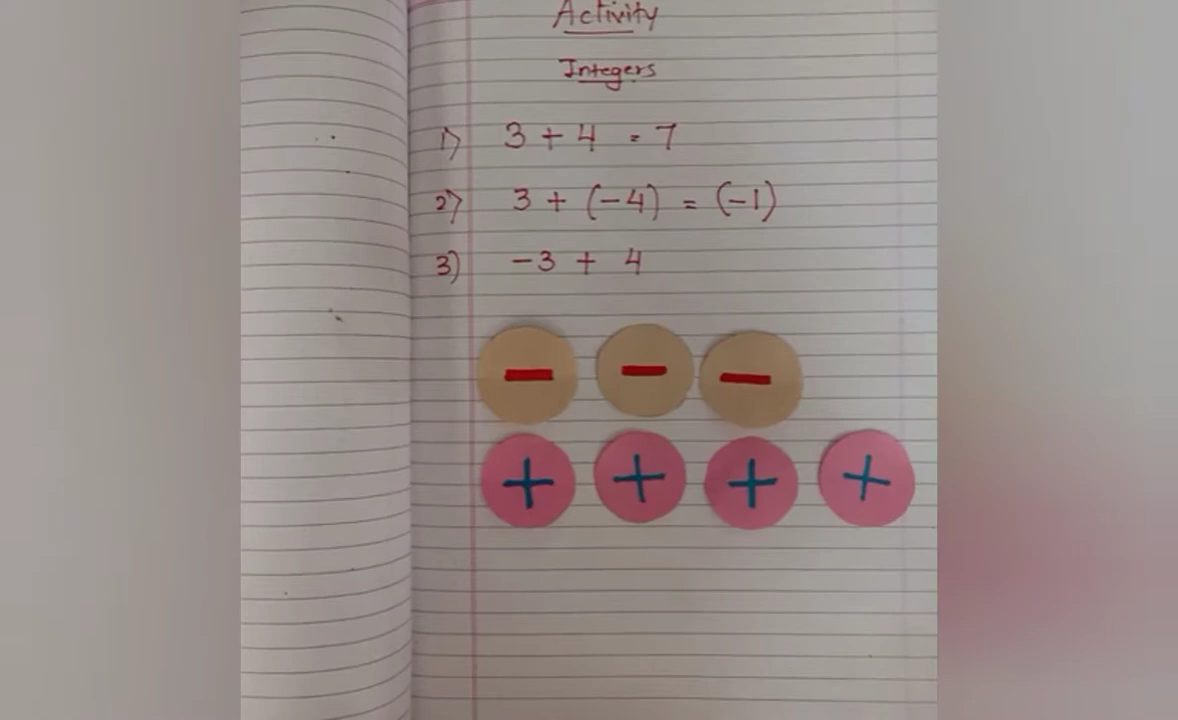 Activity
Integers
1) 3 + 4 = 7
2) 3 + (-4) = (-1)
3) -3 + 4
- - -
+ + + +